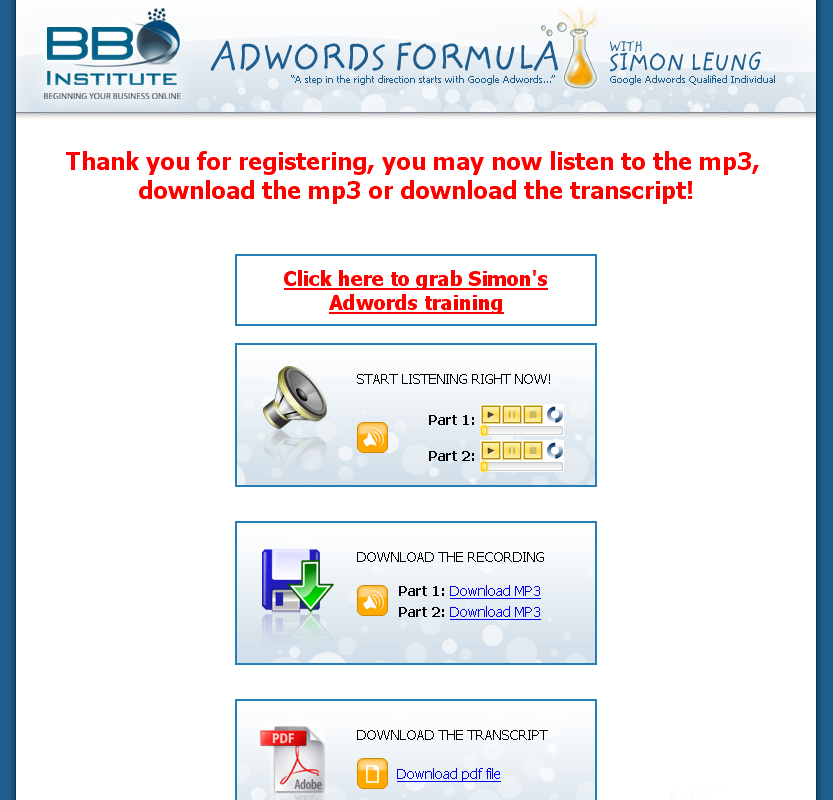 BBO
INSTITUTE
BEGINNING YOUR BUSINESS ONLINE
ADWORDS FORMULA
"A step in the right direction starts with Google Adwords..."
WITH
SIMON LEUNG
Google Adwords Qualified Individual
Thank you for registering, you may now listen to the mp3,
download the mp3 or download the transcript!
Click here to grab Simon's
Adwords training
START LISTENING RIGHT NOW!
Part 1:
Part 2:
DOWNLOAD THE RECORDING
Part 1: Download MP3
Part 2: Download MP3
DOWNLOAD THE TRANSCRIPT
PDF
Adobe
Download pdf file